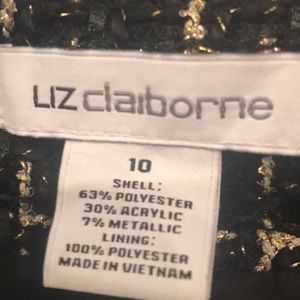 LIZ claiborne
10
SHELL:
63% POLYESTER
30% ACRYLIC
7% METALLIC
LINING:
100% POLYESTER
MADE IN VIETNAM